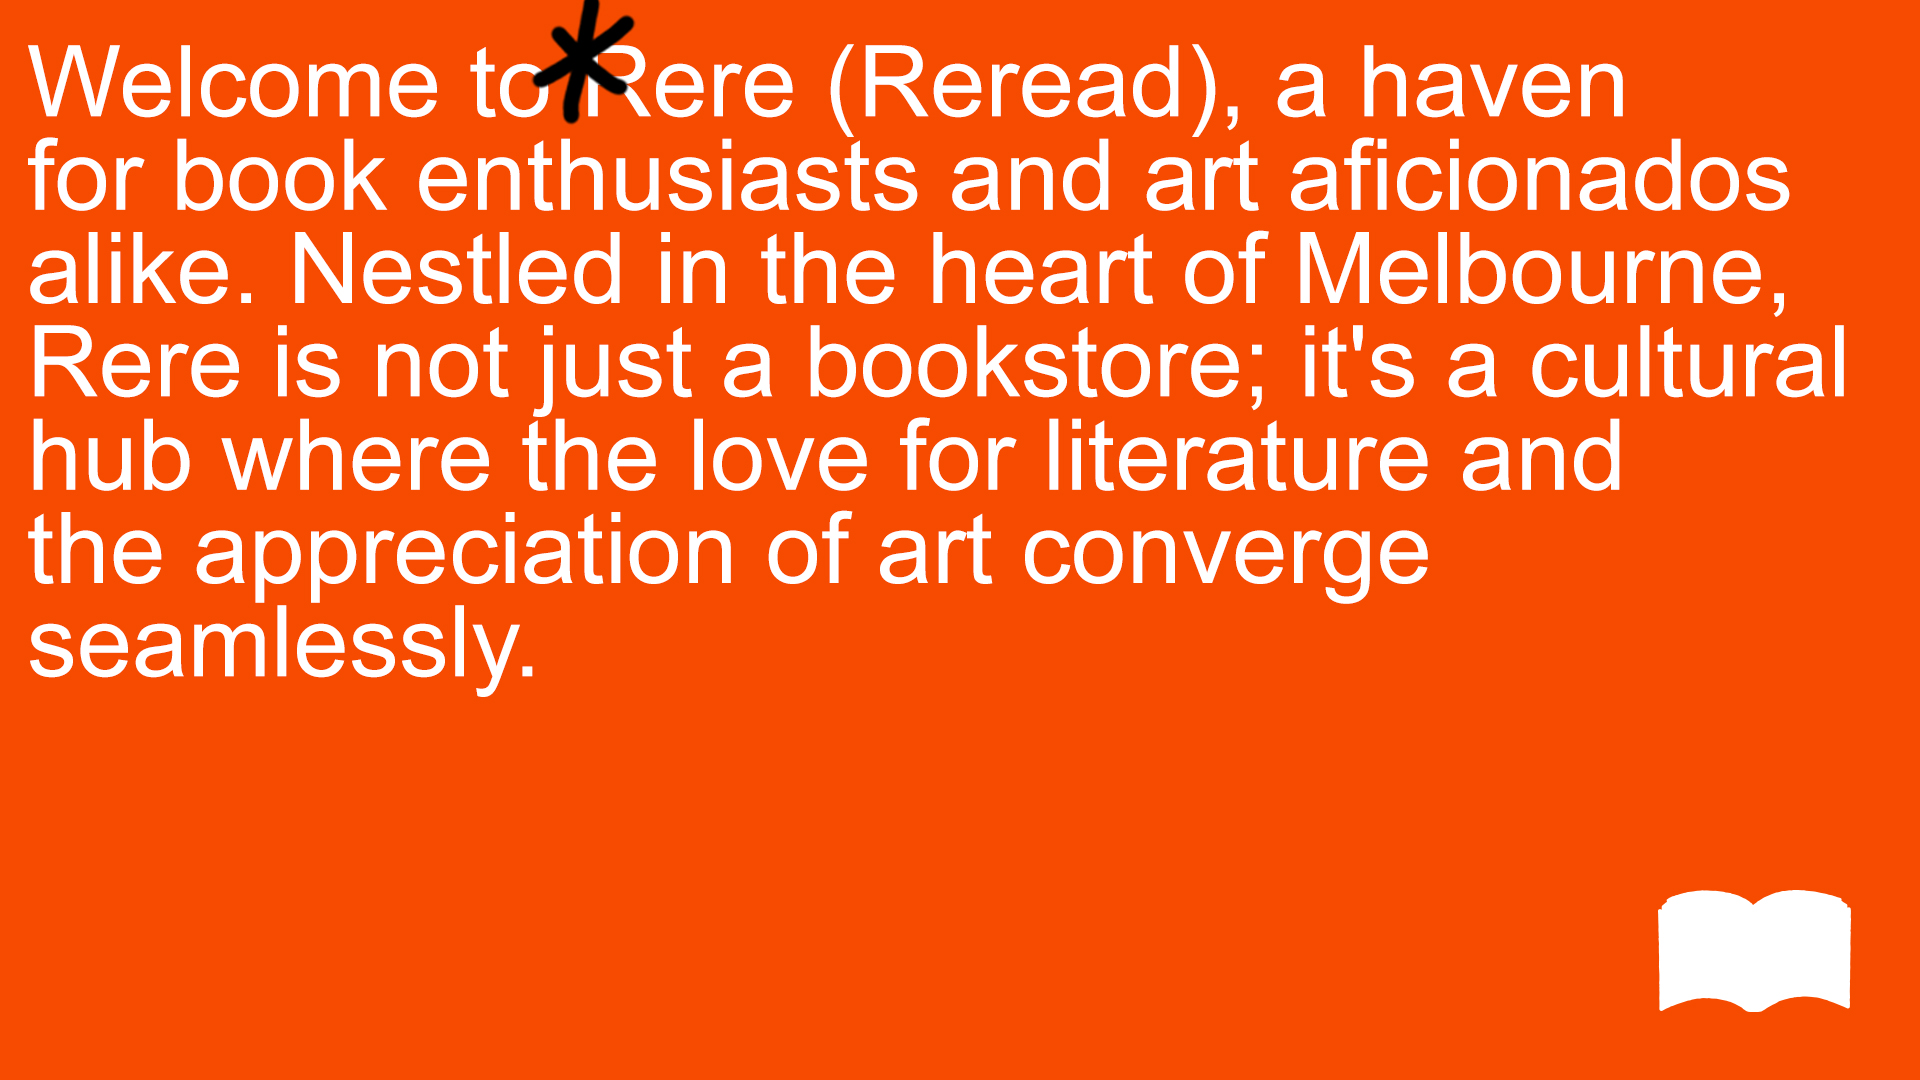 Welcome to Rere (Reread), a haven
for book enthusiasts and art aficionados
alike. Nestled in the heart of Melbourne,
Rere is not just a bookstore; it's a cultural
hub where the love for literature and
the appreciation of art converge
seamlessly.